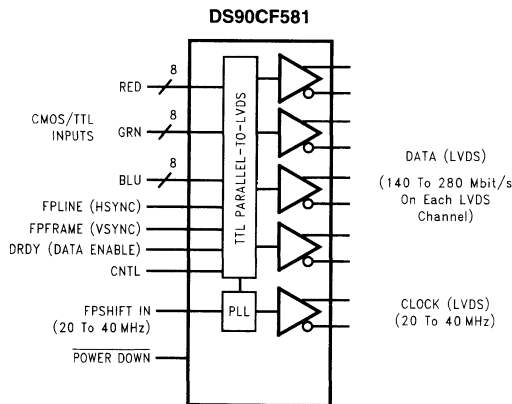 DS90CF581
8
RED
CMOS/TTL
INPUTS
8
GRN
8
BLU
FPLINE (HSYNC)
FPFRAME (VSYNC)
DRDY (DATA ENABLE)
CNTL
FPSHIFT IN
(20 To 40 MHz)
POWER DOWN
TTL PARALLEL-TO-LVDS
PLL
DATA (LVDS)
(140 To 280 Mbit/s
On Each LVDS
Channel)
CLOCK (LVDS)
(20 To 40 MHz)